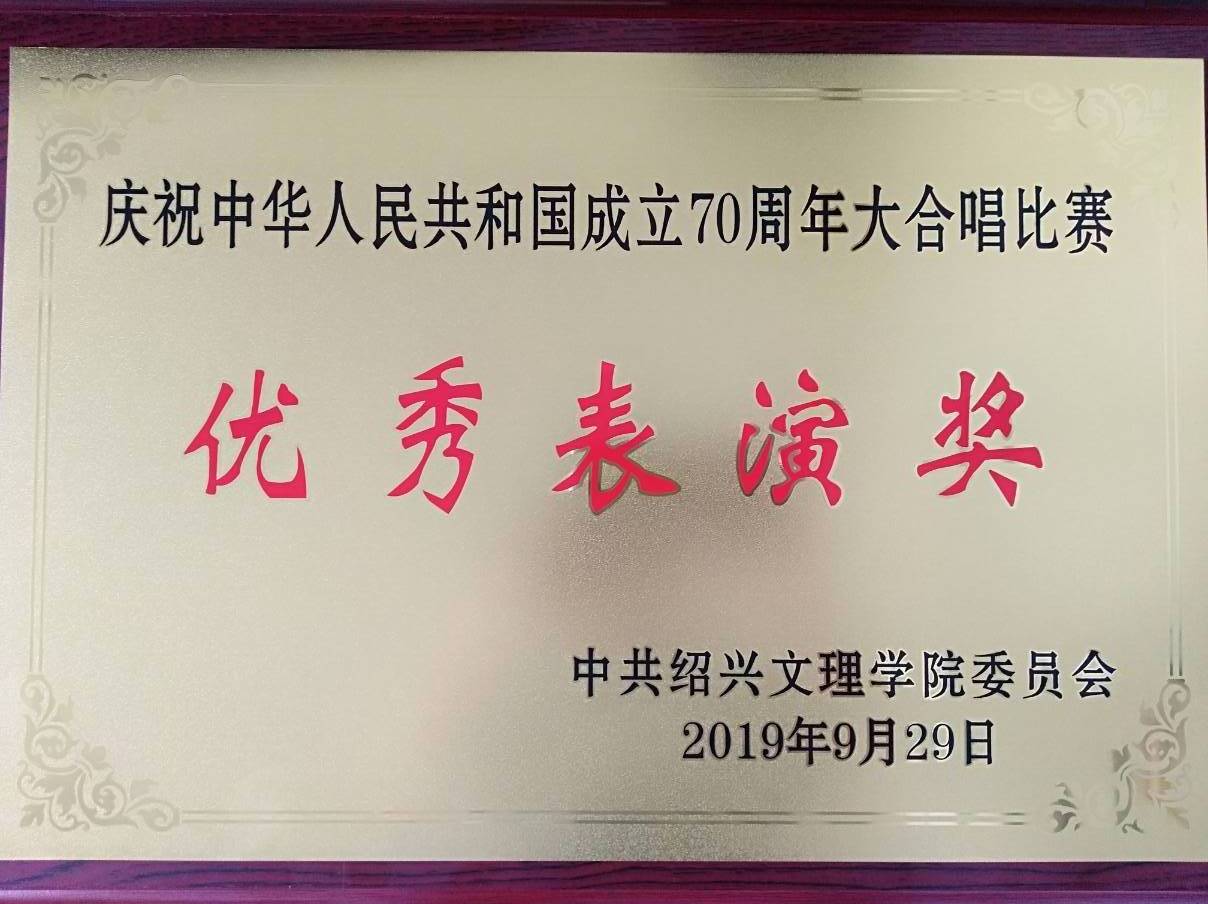 庆祝中华人民共和国成立70周年大合唱比赛
优秀表演奖
中共绍兴文理学院委员会
2019年9月29日